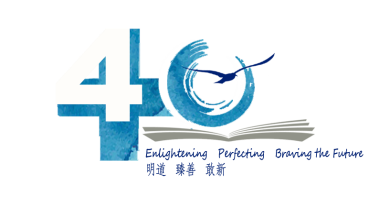 40
Enlightening Perfecting Braving the Future
明道 臻善 敢新